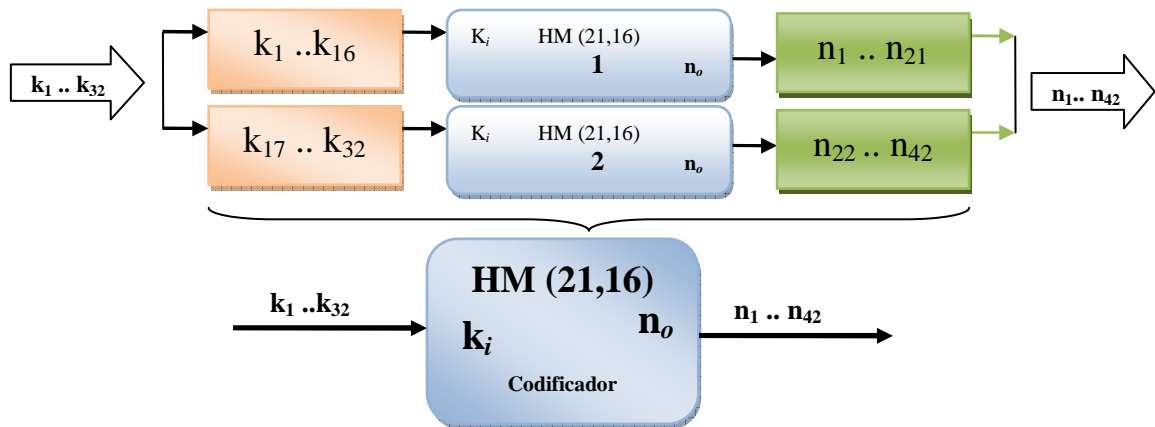 k₁ .. k₃₂
k₁ ..k₁₆
Kᵢ HM (21,16)
1 nₒ
n₁ .. n₂₁
n₁.. n₄₂
k₁₇ .. k₃₂
Kᵢ HM (21,16)
2 nₒ
n₂₂ .. n₄₂
k₁ ..k₃₂
HM (21,16)
kᵢ nₒ
Codificador
n₁ .. n₄₂